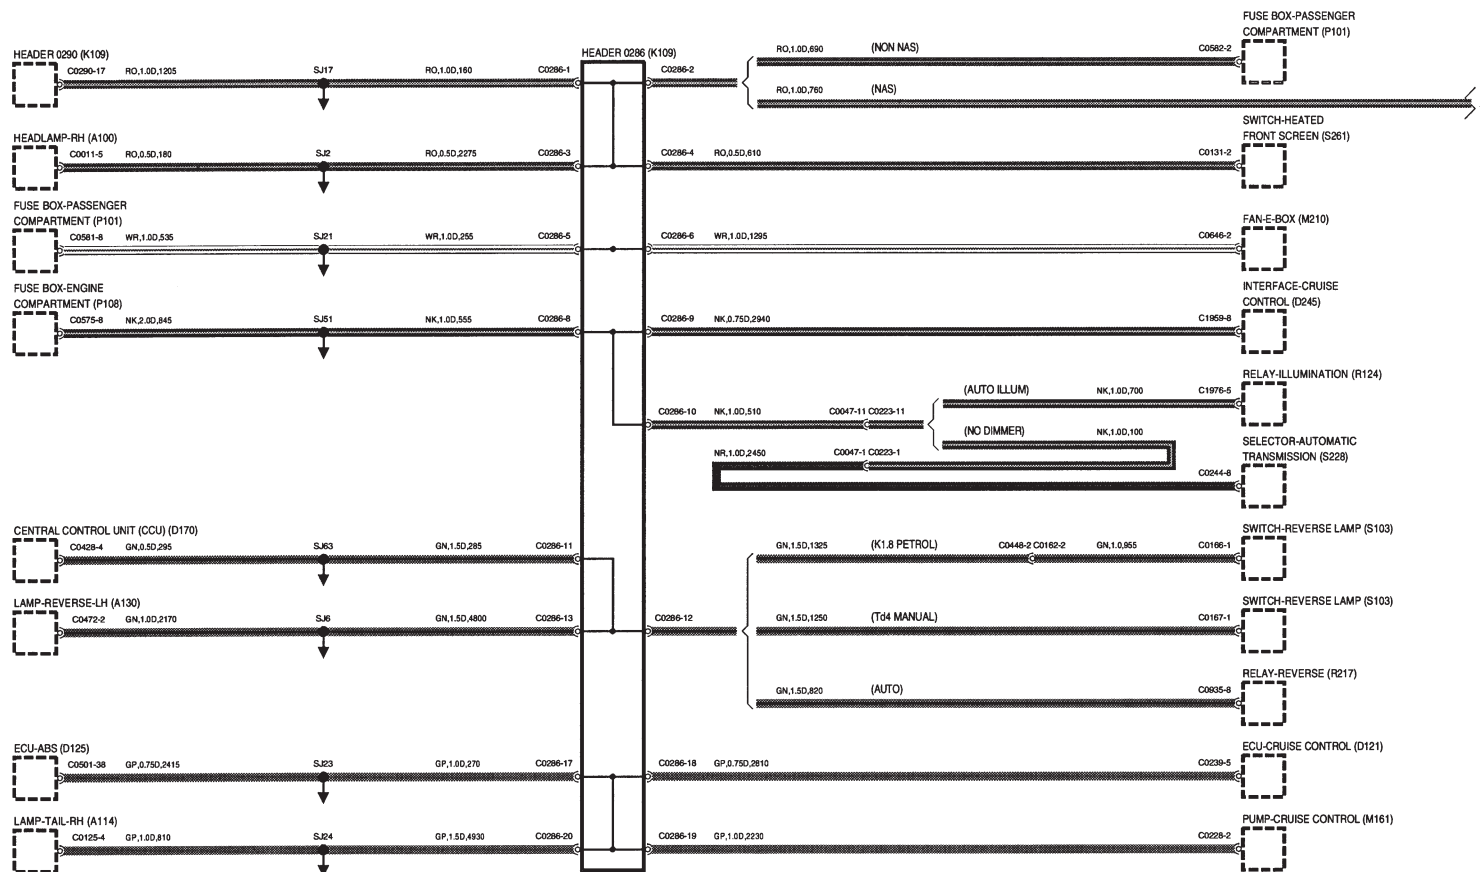 FUSE BOX-PASSENGER
COMPARTMENT (P101)
HEADER 0290 (K109)
HEADER 0286 (K109)
RO,1.0D,690
(NON NAS)
C0582-2
C0290-17
RO,1.0D,1205
SJ17
RO,1.0D,160
C0286-1
C0286-2
RO,1.0D,760
(NAS)
SWITCH-HEATED
FRONT SCREEN (S261)
HEADLAMP-RH (A100)
C0011-5
RO,0.5D,180
SJ2
RO,0.5D,2275
C0286-3
C0286-4
RO,0.5D,610
C0131-2
FUSE BOX-PASSENGER
COMPARTMENT (P101)
FAN-E-BOX (M210)
C0581-8
WR,1.0D,535
SJ21
WR,1.0D,255
C0286-5
C0286-6
WR,1.0D,1295
C0646-2
FUSE BOX-ENGINE
COMPARTMENT (P108)
INTERFACE-CRUISE
CONTROL (D245)
C0575-8
NK,2.0D,845
SJ51
NK,1.0D,555
C0286-8
C0286-9
NK,0.75D,2940
C1959-8
RELAY-ILLUMINATION (R124)
(AUTO ILLUM)
NK,1.0D,700
C1976-5
C0286-10
NK,1.0D,510
C0047-11 C0223-11
(NO DIMMER)
NK,1.0D,100
SELECTOR-AUTOMATIC
TRANSMISSION (S228)
NR,1.0D,2450
C0047-1 C0223-1
C0244-8
CENTRAL CONTROL UNIT (CCU) (D170)
SWITCH-REVERSE LAMP (S103)
C0428-4
GN,0.5D,295
SJ63
GN,1.5D,285
C0286-11
GN,1.5D,1325
(K1.8 PETROL)
C0448-2 C0162-2
GN,1.0,955
C0166-1
LAMP-REVERSE-LH (A130)
SWITCH-REVERSE LAMP (S103)
C0472-2
GN,1.0D,2170
SJ6
GN,1.5D,4800
C0286-13
C0286-12
GN,1.5D,1250
(Td4 MANUAL)
C0167-1
RELAY-REVERSE (R217)
GN,1.5D,820
(AUTO)
C0935-8
ECU-ABS (D125)
ECU-CRUISE CONTROL (D121)
C0501-38
GP,0.75D,2415
SJ23
GP,1.0D,270
C0286-17
C0286-18
GP,0.75D,2810
C0239-5
LAMP-TAIL-RH (A114)
PUMP-CRUISE CONTROL (M161)
C0125-4
GP,1.0D,810
SJ24
GP,1.5D,4930
C0286-20
C0286-19
GP,1.0D,2230
C0228-2